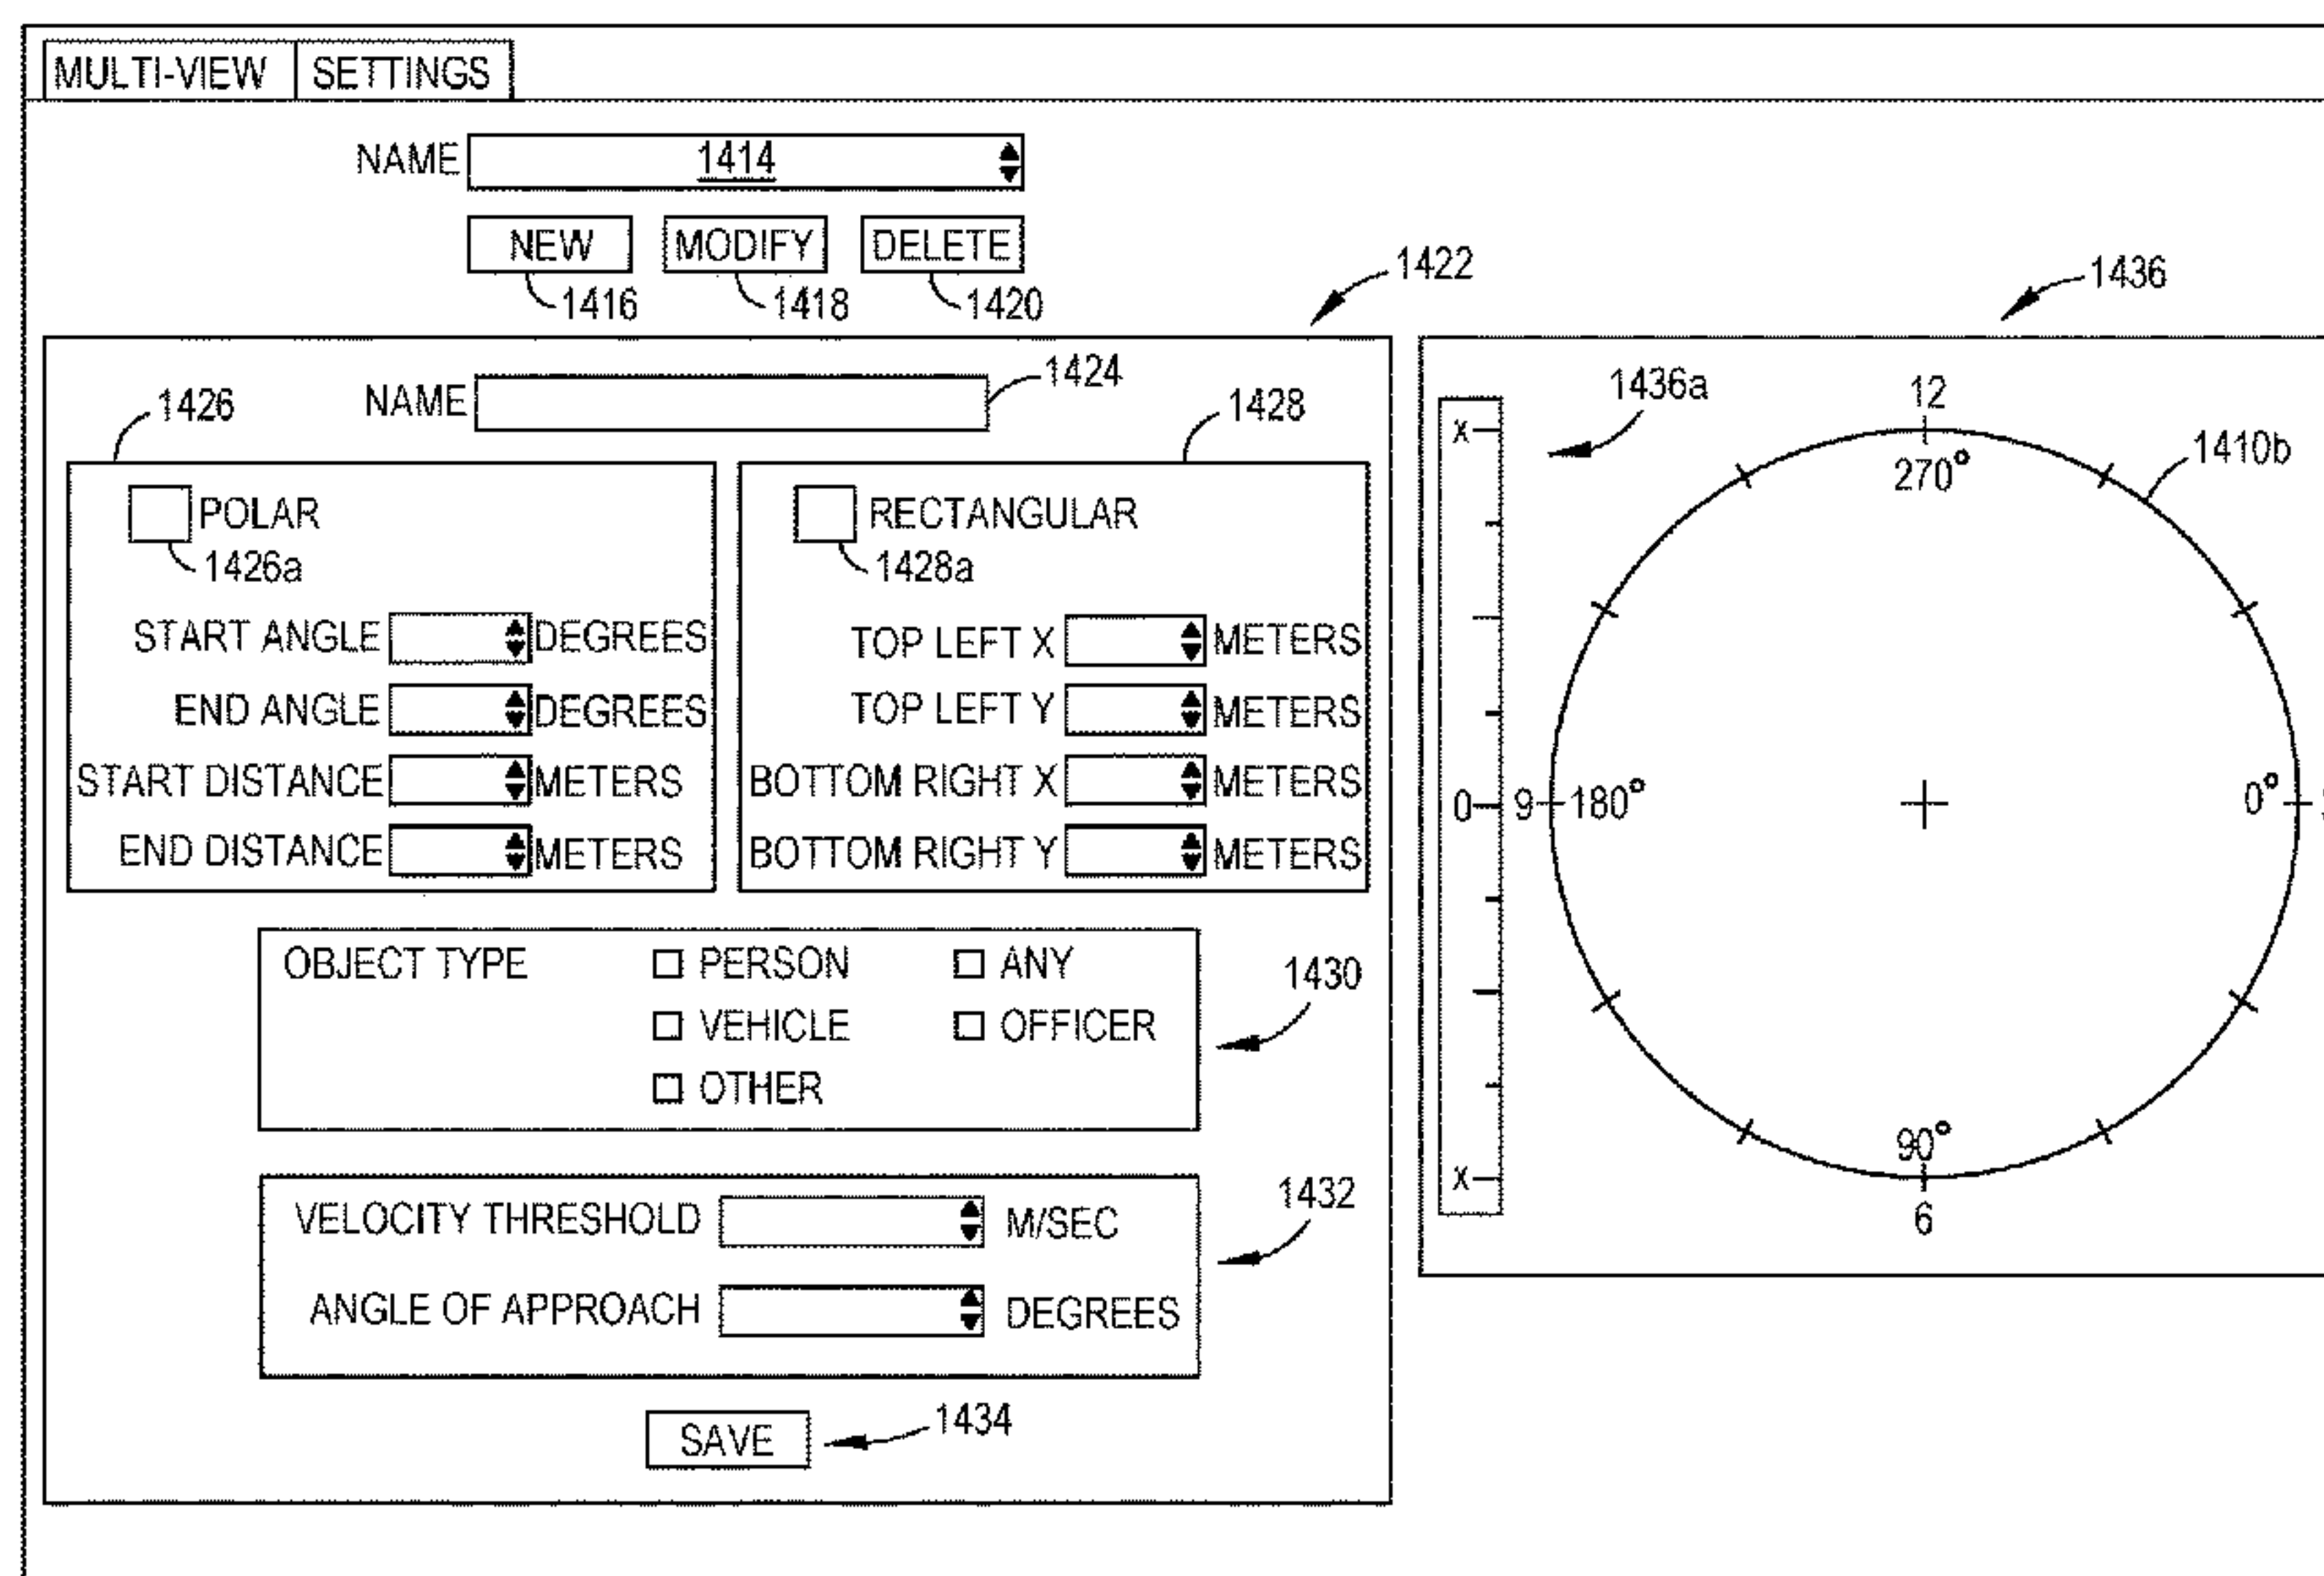 MULTI-VIEW SETTINGS
NAME 1414
NEW MODIFY DELETE
1416 1418 1420
1422
1436
NAME 1424
1426
1428
POLAR
1426a
START ANGLE DEGREES
END ANGLE DEGREES
START DISTANCE METERS
END DISTANCE METERS
RECTANGULAR
1428a
TOP LEFT X METERS
TOP LEFT Y METERS
BOTTOM RIGHT X METERS
BOTTOM RIGHT Y METERS
OBJECT TYPE PERSON ANY
VEHICLE OFFICER
OTHER
1430
VELOCITY THRESHOLD M/SEC
ANGLE OF APPROACH DEGREES
1432
SAVE 1434
1436a
12
270°
1410b
X
0 9 180° 0°
90°
X
6